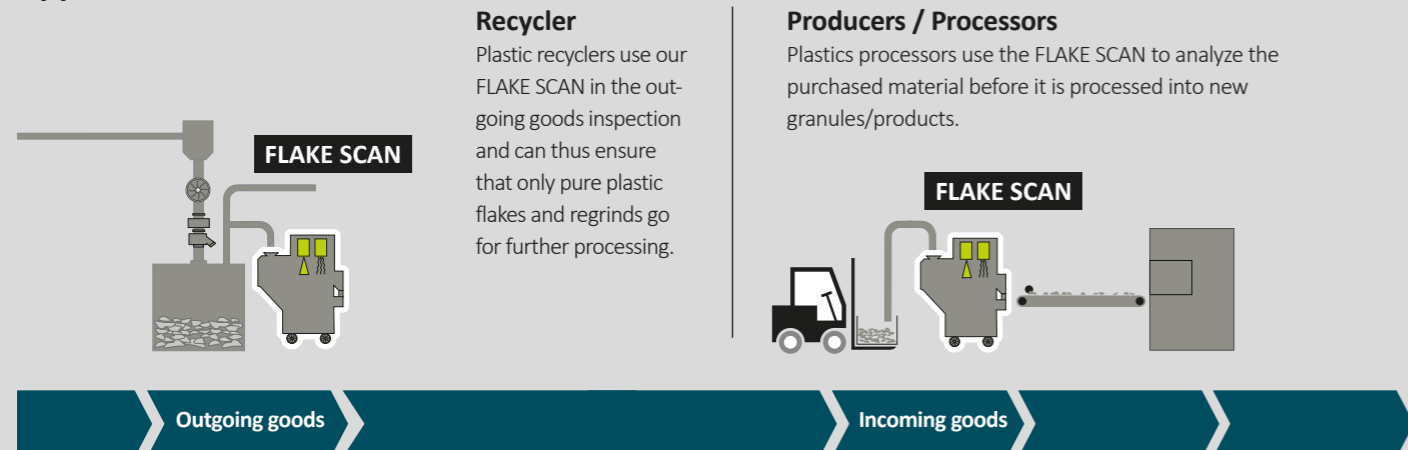 Recycler
Plastic recyclers use our
FLAKE SCAN in the out-
going goods inspection
and can thus ensure
that only pure plastic
flakes and regrinds go
for further processing.
Producers / Processors
Plastics processors use the FLAKE SCAN to analyze the
purchased material before it is processed into new
granules/products.
FLAKE SCAN
FLAKE SCAN
Outgoing goods
Incoming goods